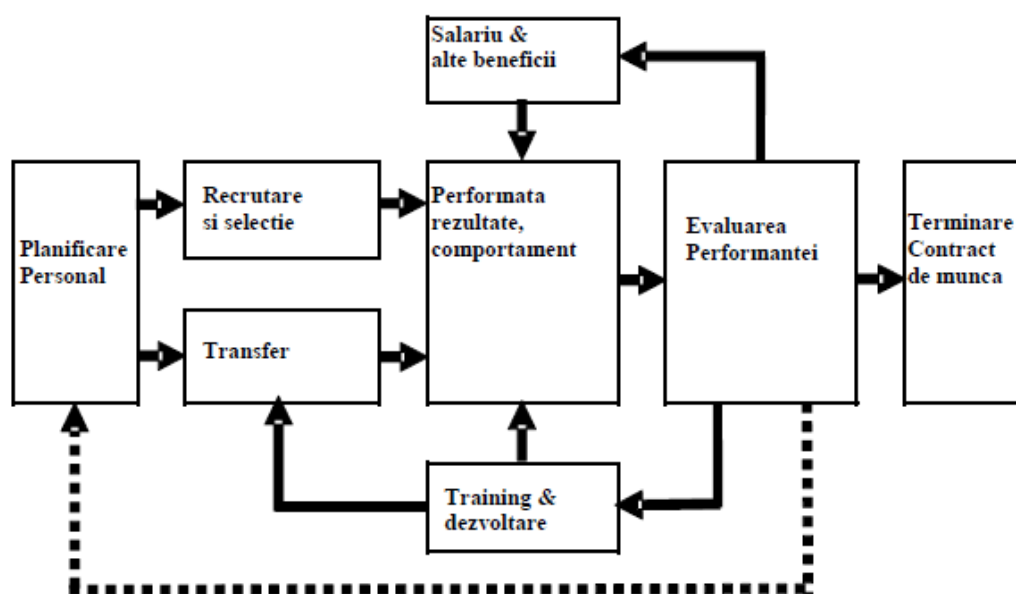 Salariu &
alte beneficii
Recrutare
si selectie
Performata
rezultate,
comportament
Planificare
Personal
Evaluarea
Performantei
Terminare
Contract
de munca
Transfer
Training &
dezvoltare